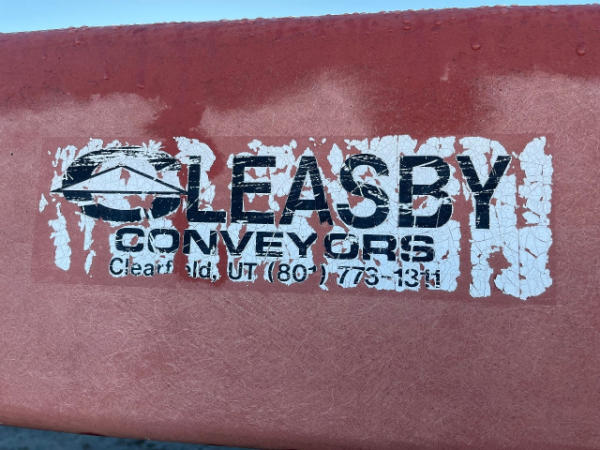 CLEASBY
CONVEYORS
Clearfield, UT (801) 773-1311